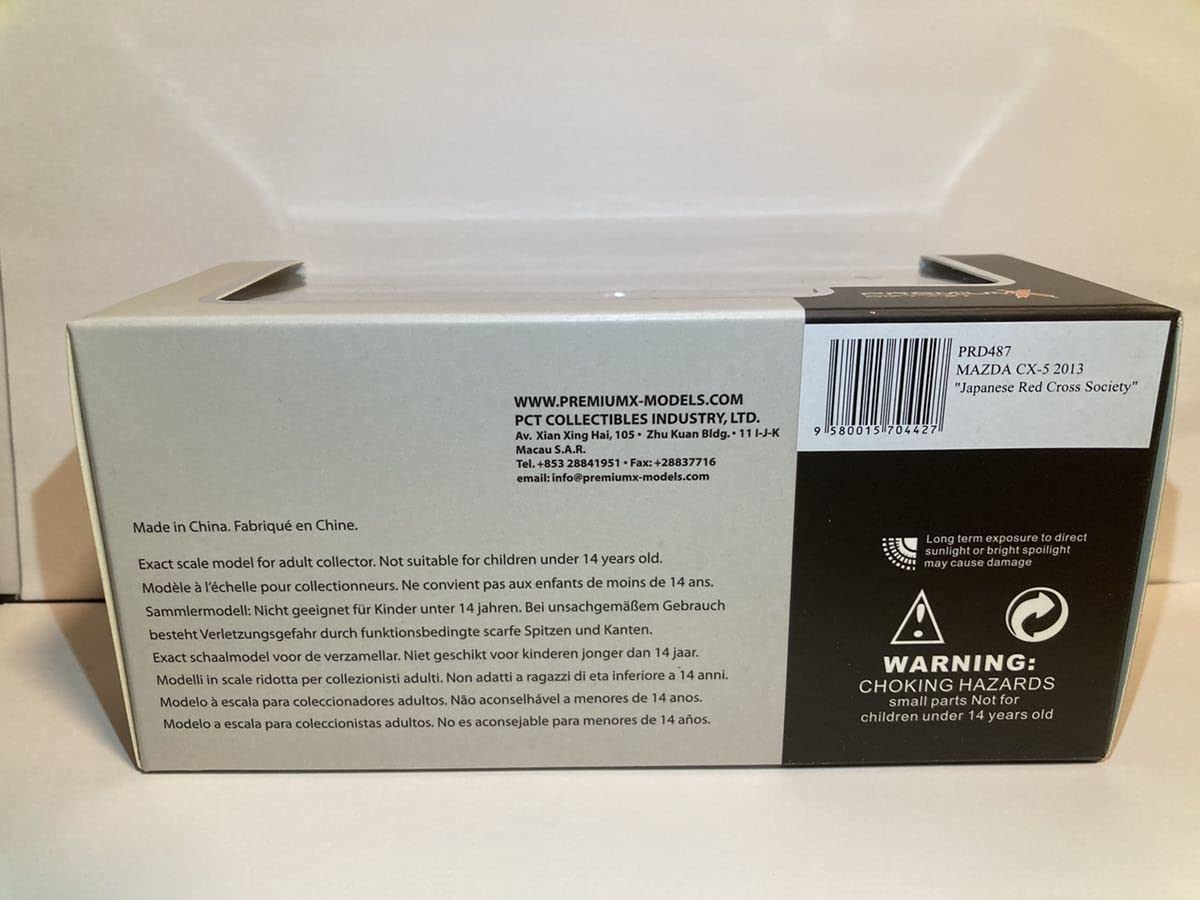 PREMIUM X
PRD487
MAZDA CX-5 2013
"Japanese Red Cross Society"
9 580015 704427
WWW.PREMIUMX-MODELS.COM
PCT COLLECTIBLES INDUSTRY, LTD.
Av. Xian Xing Hai, 105 • Zhu Kuan Bldg. • 11 I-J-K
Macau S.A.R.
Tel. +853 28841951 • Fax: +28837716
email: info@premiumx-models.com
Made in China. Fabriqué en Chine.
Exact scale model for adult collector. Not suitable for children under 14 years old.
Modèle à l'échelle pour collectionneurs. Ne convient pas aux enfants de moins de 14 ans.
Sammlermodell: Nicht geeignet für Kinder unter 14 jahren. Bei unsachgemäßem Gebrauch
besteht Verletzungsgefahr durch funktionsbedingte scarfe Spitzen und Kanten.
Exact schaalmodel voor de verzamellar. Niet geschikt voor kinderen jonger dan 14 jaar.
Modelli in scale ridotta per collezionisti adulti. Non adatti a ragazzi di eta inferiore a 14 anni.
Modelo à escala para coleccionadores adultos. Não aconselhável a menores de 14 anos.
Modelo a escala para coleccionistas adultos. No es aconsejable para menores de 14 años.
Long term exposure to direct
sunlight or bright spoilight
may cause damage
WARNING:
CHOKING HAZARDS
small parts Not for
children under 14 years old